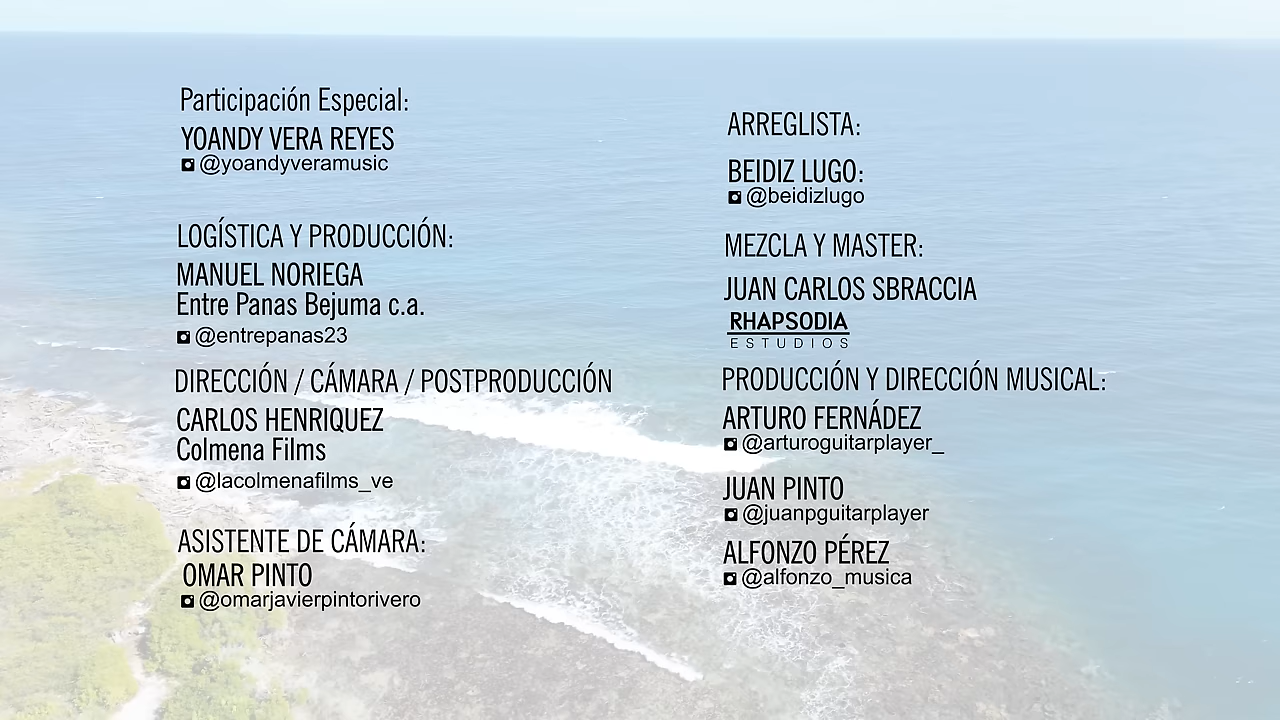 Participación Especial:
YOANDY VERA REYES
@yoandyveramusic
LOGÍSTICA Y PRODUCCIÓN:
MANUEL NORIEGA
Entre Panas Bejuma c.a.
@entrepanas23
DIRECCIÓN / CÁMARA / POSTPRODUCCIÓN
CARLOS HENRIQUEZ
Colmena Films
@lacolmenafilms_ve
ASISTENTE DE CÁMARA:
OMAR PINTO
@omarjavierpintorivero
ARREGLISTA:
BEIDIZ LUGO:
@beidizlugo
MEZCLA Y MASTER:
JUAN CARLOS SBRACCIA
RHAPSODIA
ESTUDIOS
PRODUCCIÓN Y DIRECCIÓN MUSICAL:
ARTURO FERNÁDEZ
@arturoguitarplayer_
JUAN PINTO
@juanpguitarplayer
ALFONZO PÉREZ
@alfonzo_musica